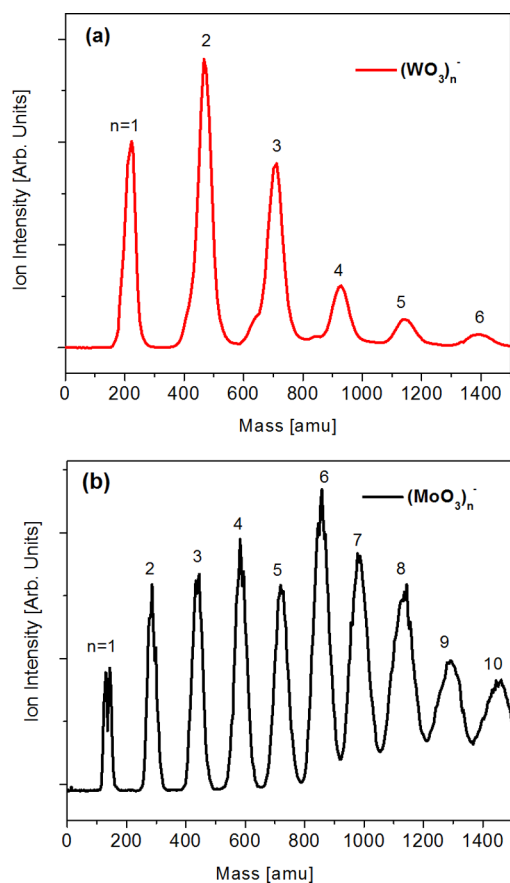 (a)
(WO₃)ₙ⁻
n=1
2
3
4
5
6
Ion Intensity [Arb. Units]
0 200 400 600 800 1000 1200 1400
Mass [amu]
(b)
(MoO₃)ₙ⁻
n=1
2
3
4
5
6
7
8
9
10
Ion Intensity [Arb. Units]
0 200 400 600 800 1000 1200 1400
Mass [amu]